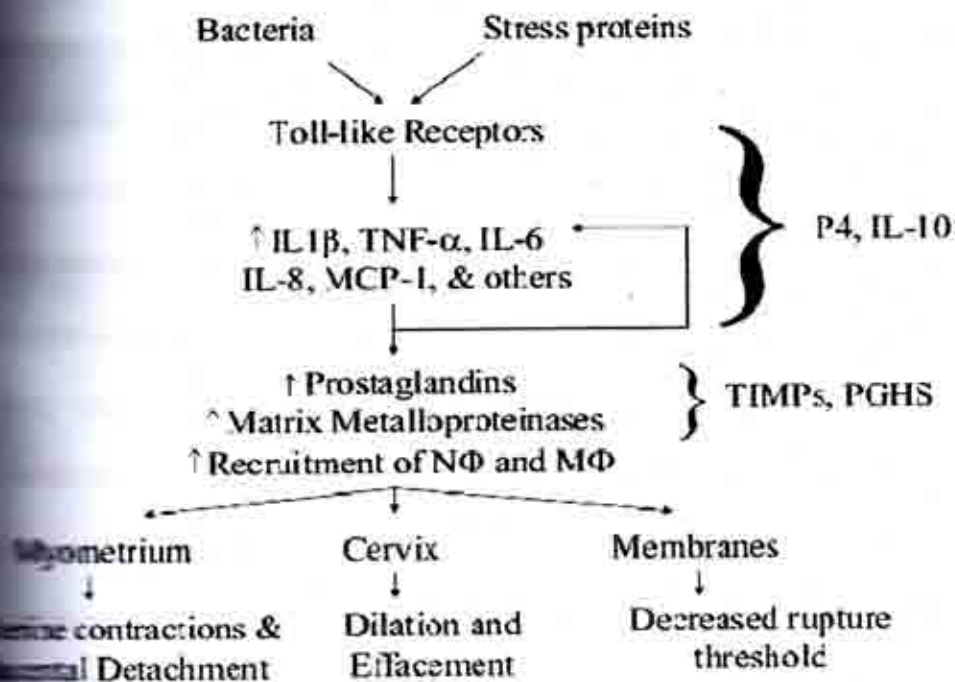 Bacteria Stress proteins
Toll-like Receptors
↑ IL1β, TNF-α, IL-6
IL-8, MCP-1, & others
P4, IL-10
↑ Prostaglandins
^ Matrix Metalloproteinases
↑ Recruitment of NΦ and MΦ
TIMPs, PGHS
Myometrium Cervix Membranes
contractions & Dilation and Decreased rupture
Detachment Effacement threshold